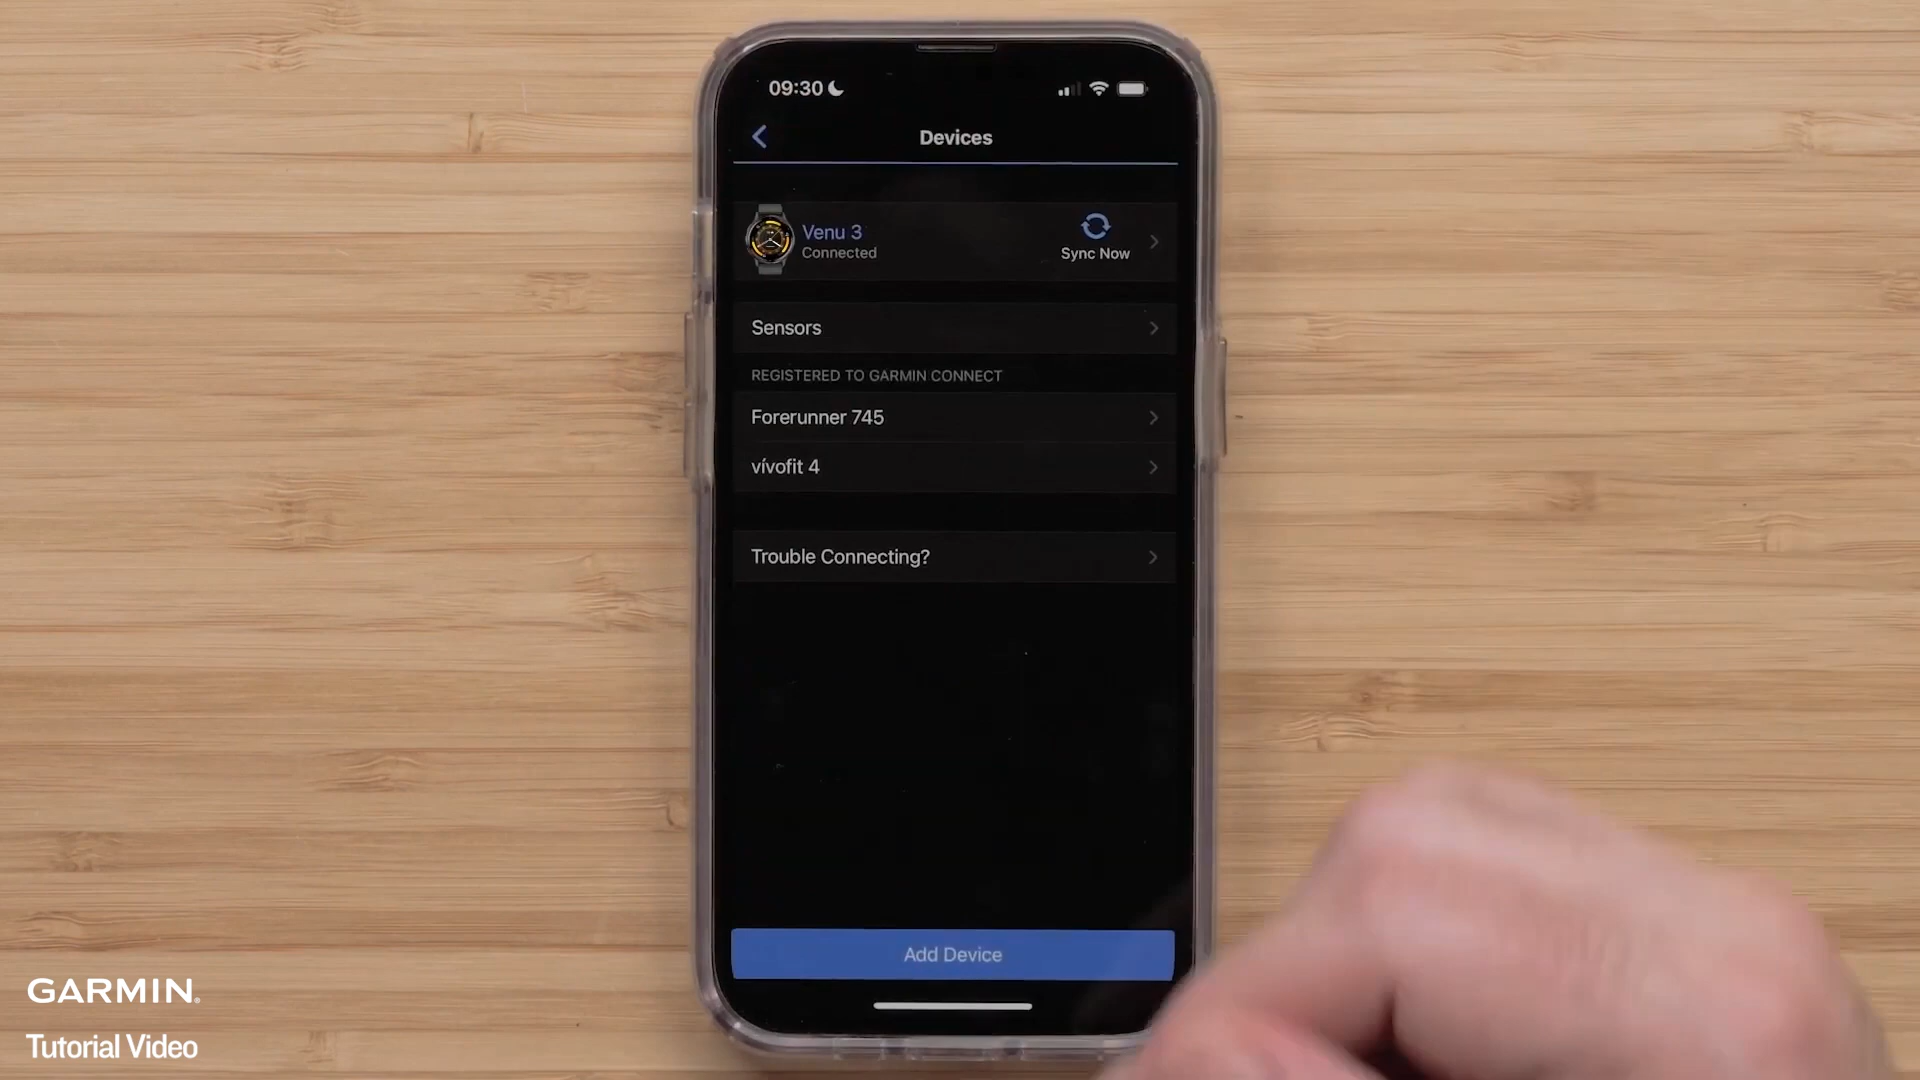 09:30
Devices
Venu 3
Connected
Sync Now
Sensors
REGISTERED TO GARMIN CONNECT
Forerunner 745
vívofit 4
Trouble Connecting?
Add Device
GARMIN®
Tutorial Video